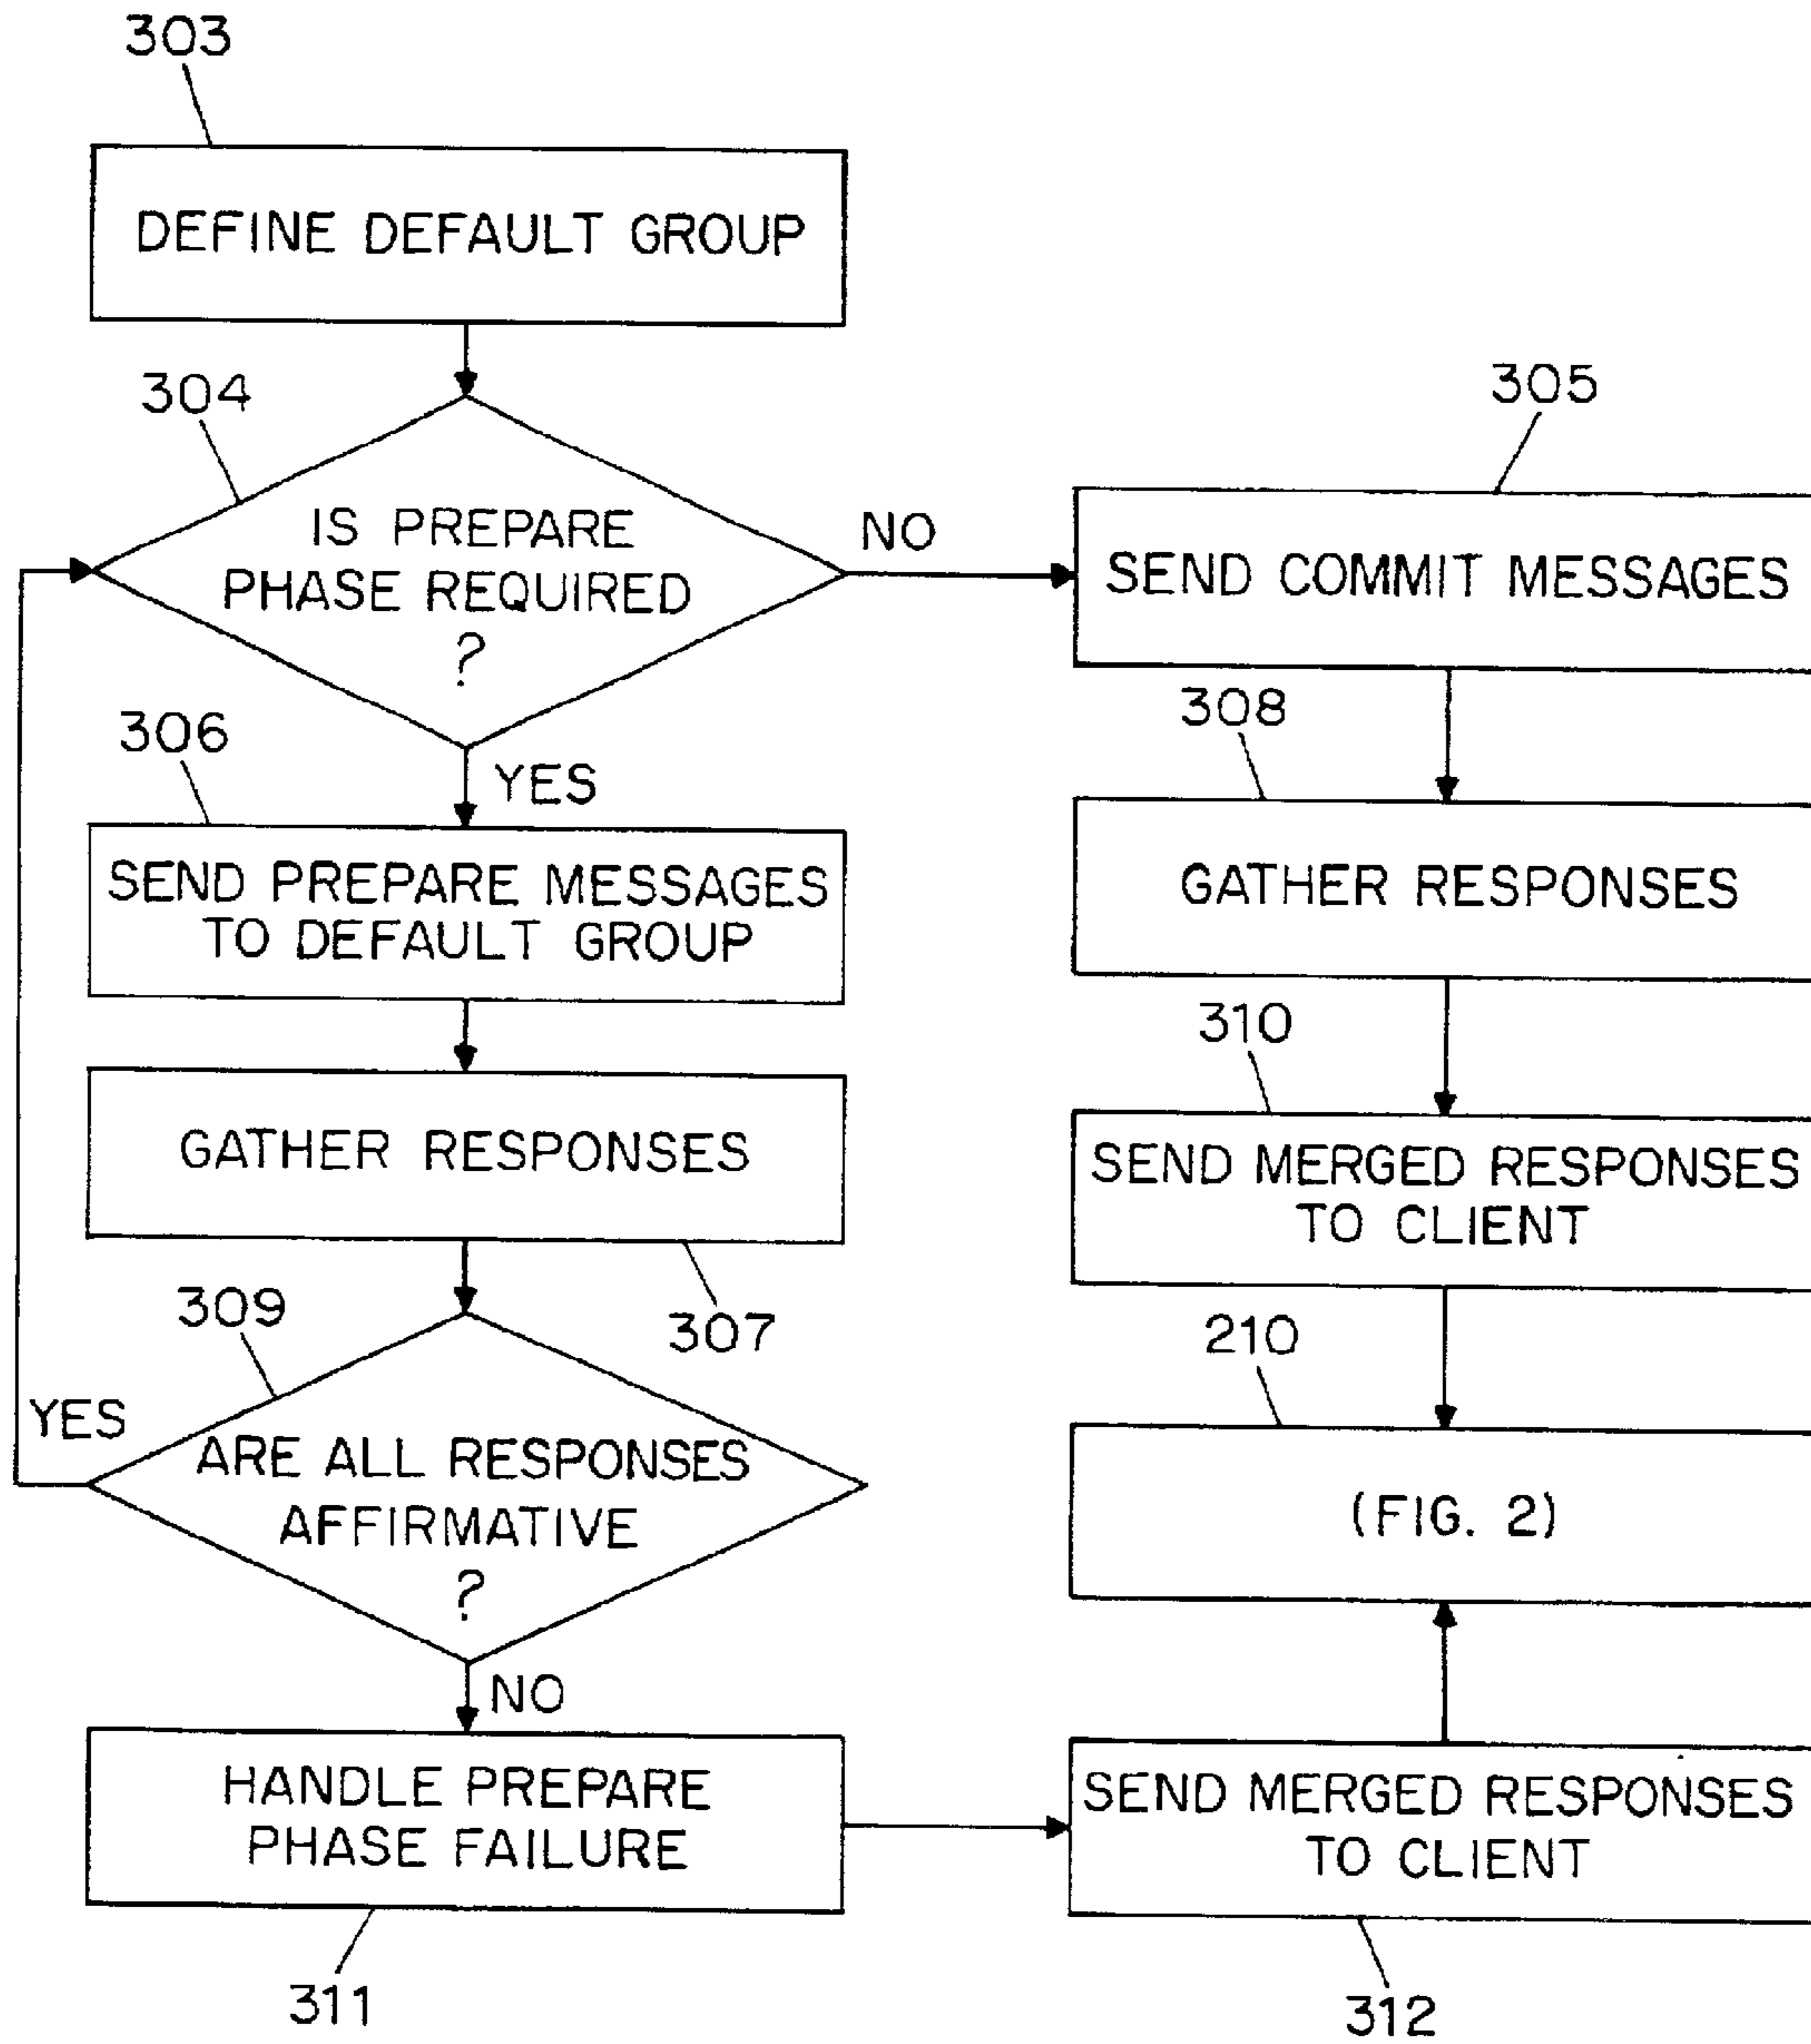 303
DEFINE DEFAULT GROUP
304
IS PREPARE
PHASE REQUIRED
?
NO
305
SEND COMMIT MESSAGES
306
YES
SEND PREPARE MESSAGES
TO DEFAULT GROUP
308
GATHER RESPONSES
GATHER RESPONSES
307
310
SEND MERGED RESPONSES
TO CLIENT
309
YES
ARE ALL RESPONSES
AFFIRMATIVE
?
NO
210
(FIG. 2)
HANDLE PREPARE
PHASE FAILURE
311
SEND MERGED RESPONSES
TO CLIENT
312